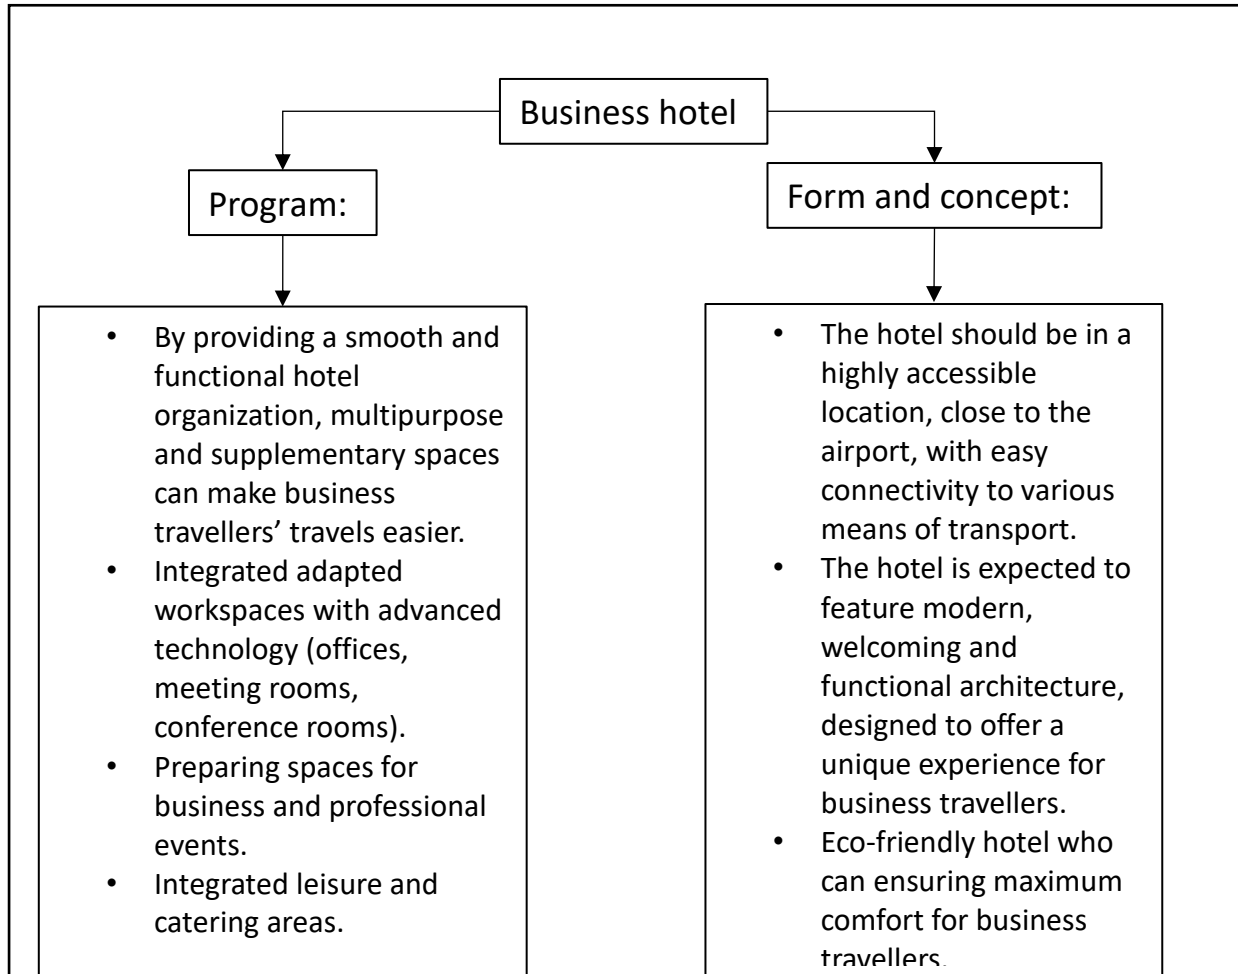 Business hotel
Program:
Form and concept:
• By providing a smooth and
functional hotel
organization, multipurpose
and supplementary spaces
can make business
travellers’ travels easier.
• Integrated adapted
workspaces with advanced
technology (offices,
meeting rooms,
conference rooms).
• Preparing spaces for
business and professional
events.
• Integrated leisure and
catering areas.
• The hotel should be in a
highly accessible
location, close to the
airport, with easy
connectivity to various
means of transport.
• The hotel is expected to
feature modern,
welcoming and
functional architecture,
designed to offer a
unique experience for
business travellers.
• Eco-friendly hotel who
can ensuring maximum
comfort for business
travellers.